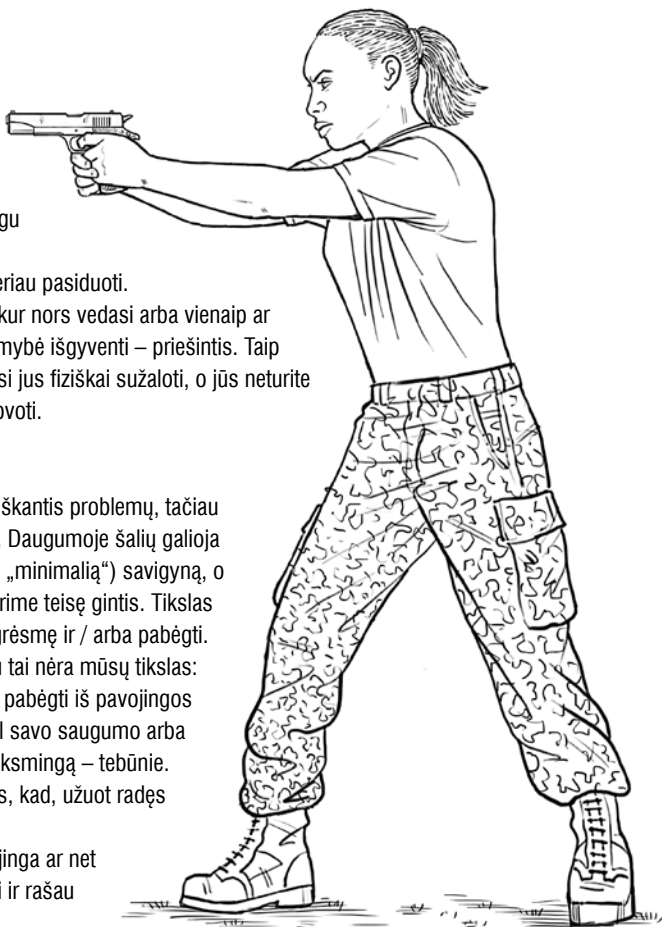 gu
eriau pasiduoti.
kur nors vedasi arba vienaip ar
mybė išgyventi – priešintis. Taip
si jus fiziškai sužaloti, o jūs neturite
ovoti.
škantis problemų, tačiau
. Daugumoje šalių galioja
„minimalią“) savigyną, o
rime teisę gintis. Tikslas
grėsmę ir / arba pabėgti.
u tai nėra mūsų tikslas:
pabėgti iš pavojingos
l savo saugumo arba
ksmingą – tebūnie.
s, kad, užuot radęs
jinga ar net
i ir rašau